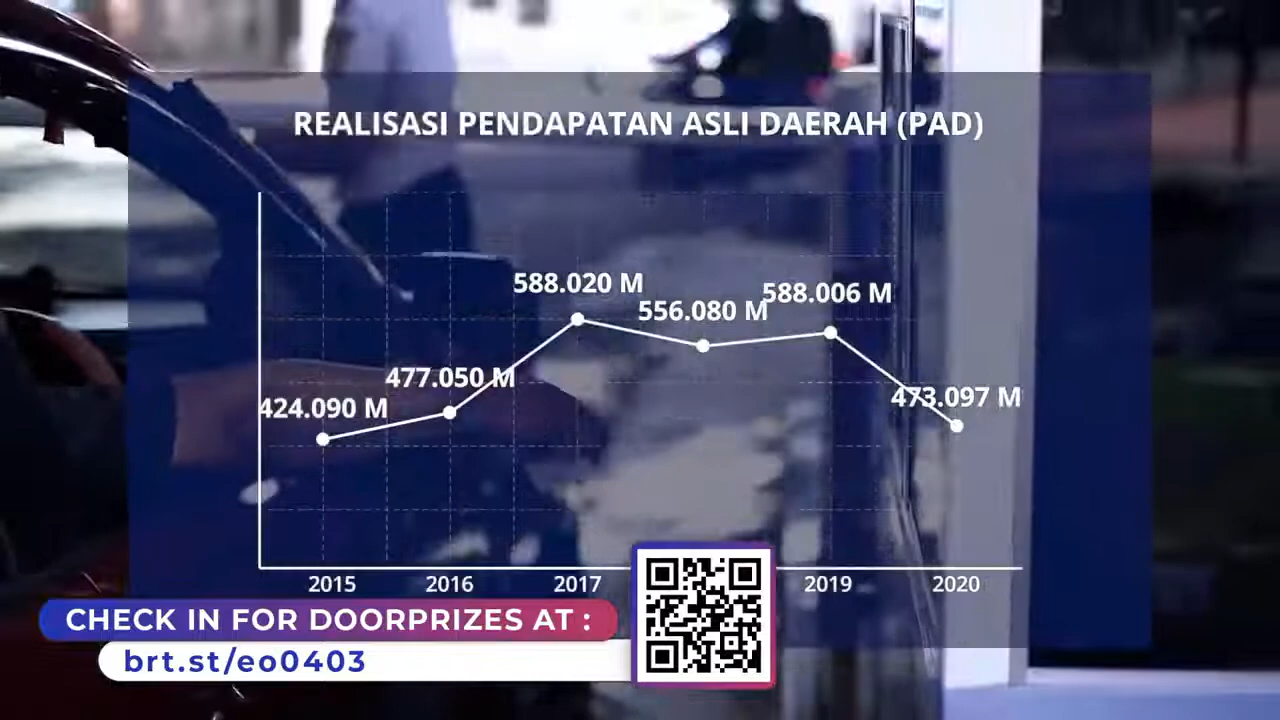 REALISASI PENDAPATAN ASLI DAERAH (PAD)
588.020 M
588.006 M
556.080 M
477.050 M
473.097 M
424.090 M
2015 2016 2017 2019 2020
CHECK IN FOR DOORPRIZES AT :
brt.st/eo0403